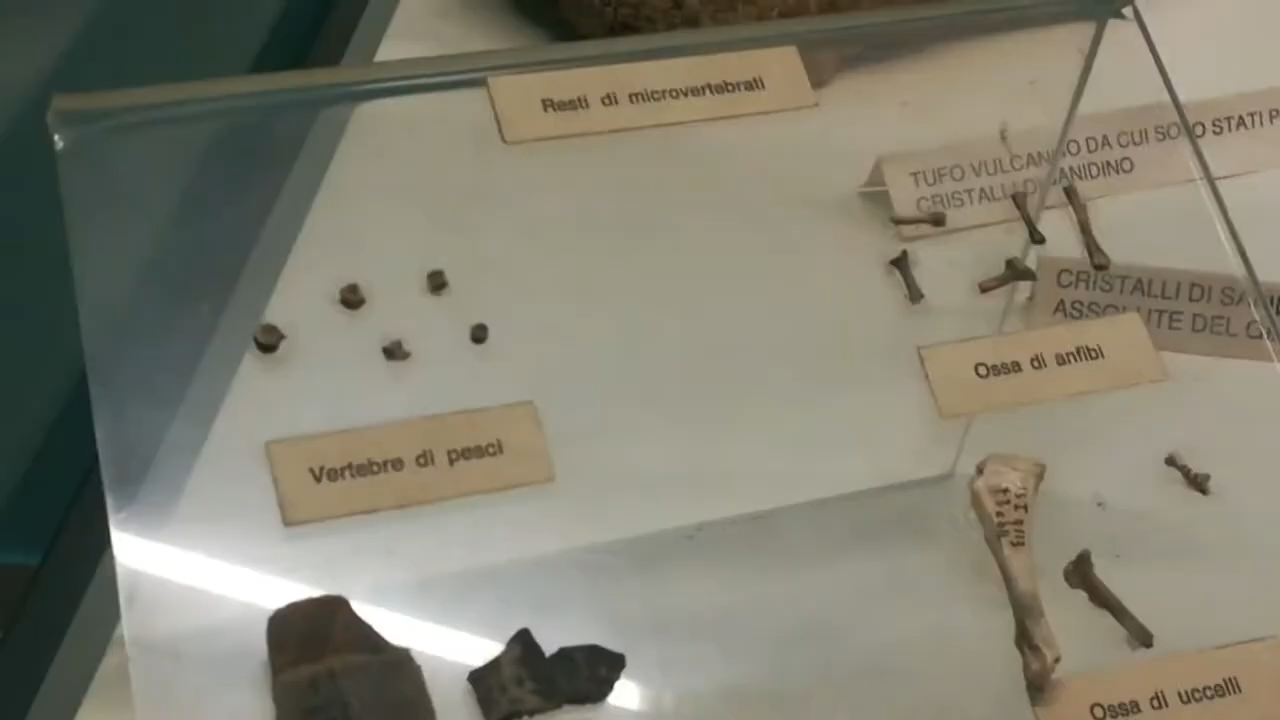 Resti di microvertebrati
TUFO VULCANICO DA CUI SONO STATI
CRISTALLI DI SANIDINO
CRISTALLI DI
ASSOLUTE DEL
Ossa di anfibi
Vertebre di pesci
Ossa di uccelli